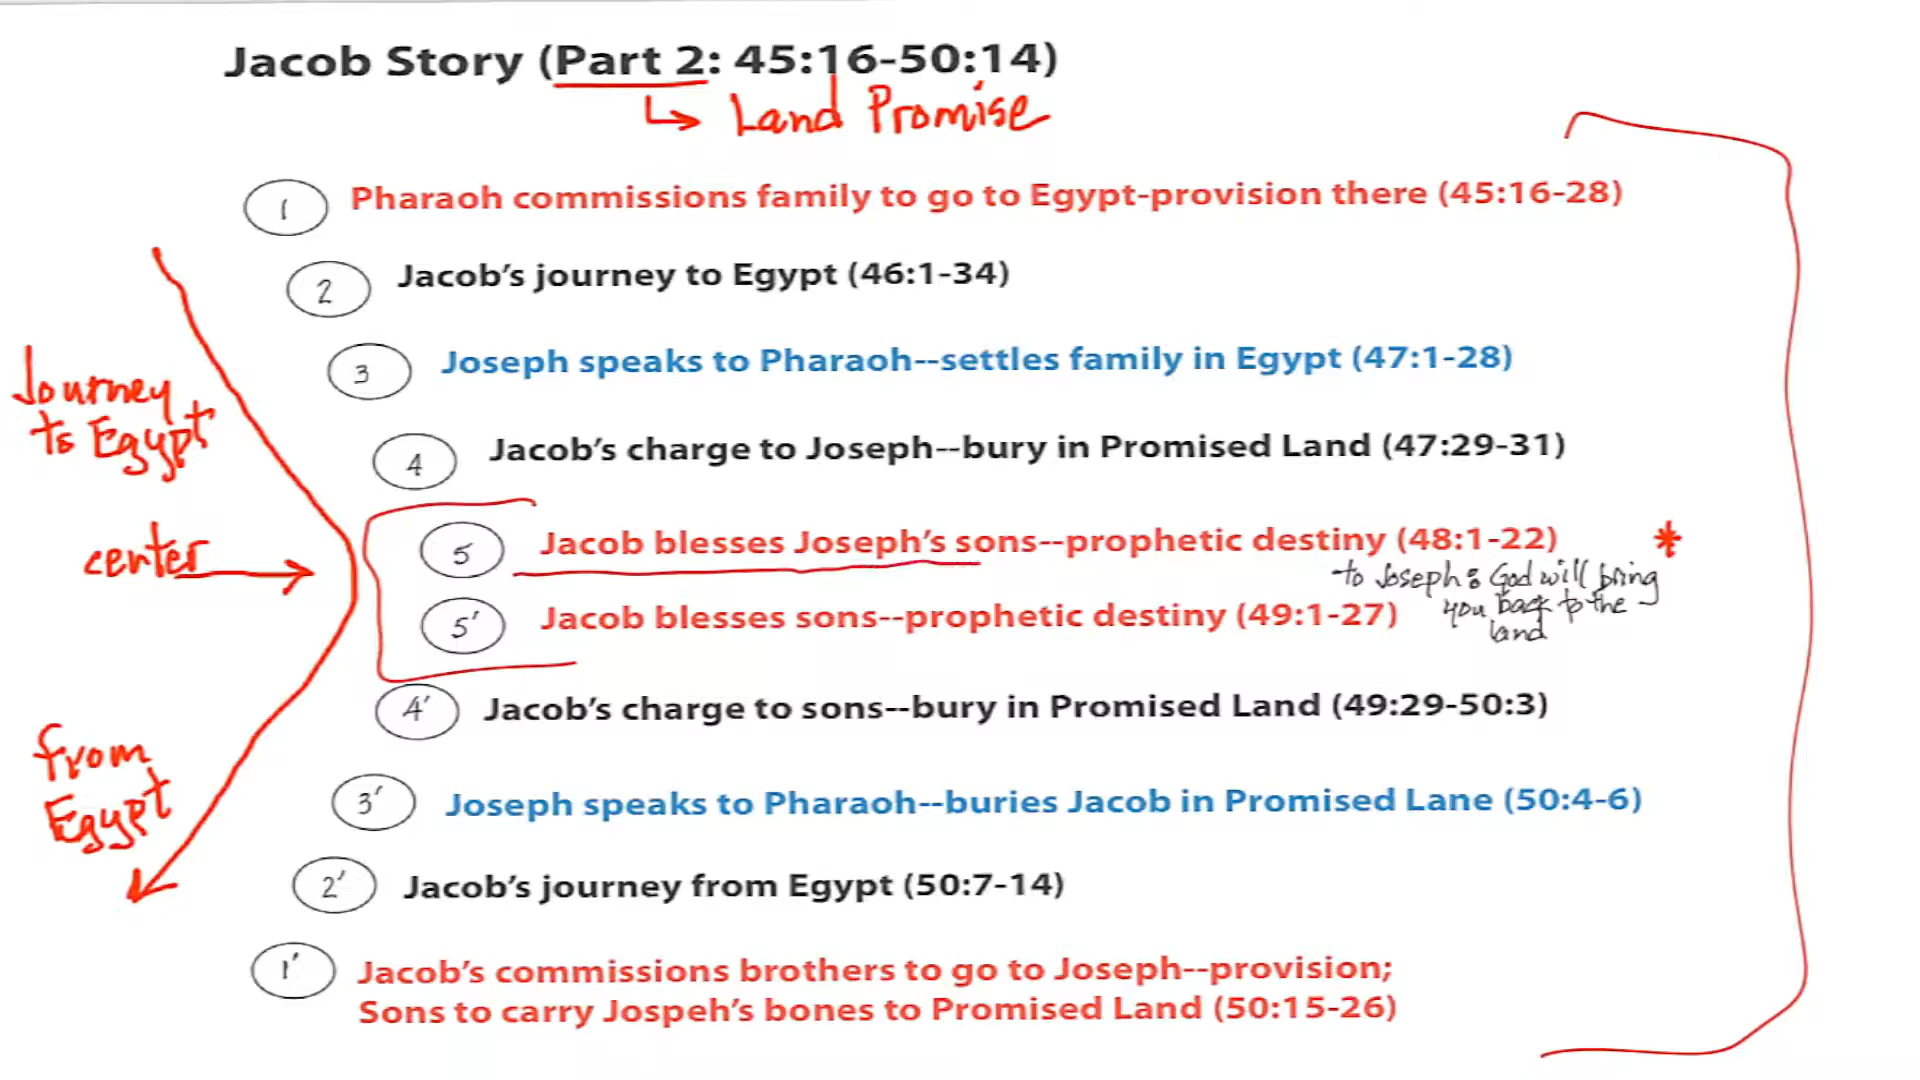 Jacob Story (Part 2: 45:16-50:14)
↳ Land Promise
1 Pharaoh commissions family to go to Egypt-provision there (45:16-28)
2 Jacob's journey to Egypt (46:1-34)
3 Joseph speaks to Pharaoh--settles family in Egypt (47:1-28)
Journey
to Egypt
4 Jacob's charge to Joseph--bury in Promised Land (47:29-31)
center →
5 Jacob blesses Joseph's sons--prophetic destiny (48:1-22) *
to Joseph: God will bring
you back to the
land
5' Jacob blesses sons--prophetic destiny (49:1-27)
4' Jacob's charge to sons--bury in Promised Land (49:29-50:3)
from
Egypt
3' Joseph speaks to Pharaoh--buries Jacob in Promised Lane (50:4-6)
2' Jacob's journey from Egypt (50:7-14)
1' Jacob's commissions brothers to go to Joseph--provision;
Sons to carry Jospeh's bones to Promised Land (50:15-26)